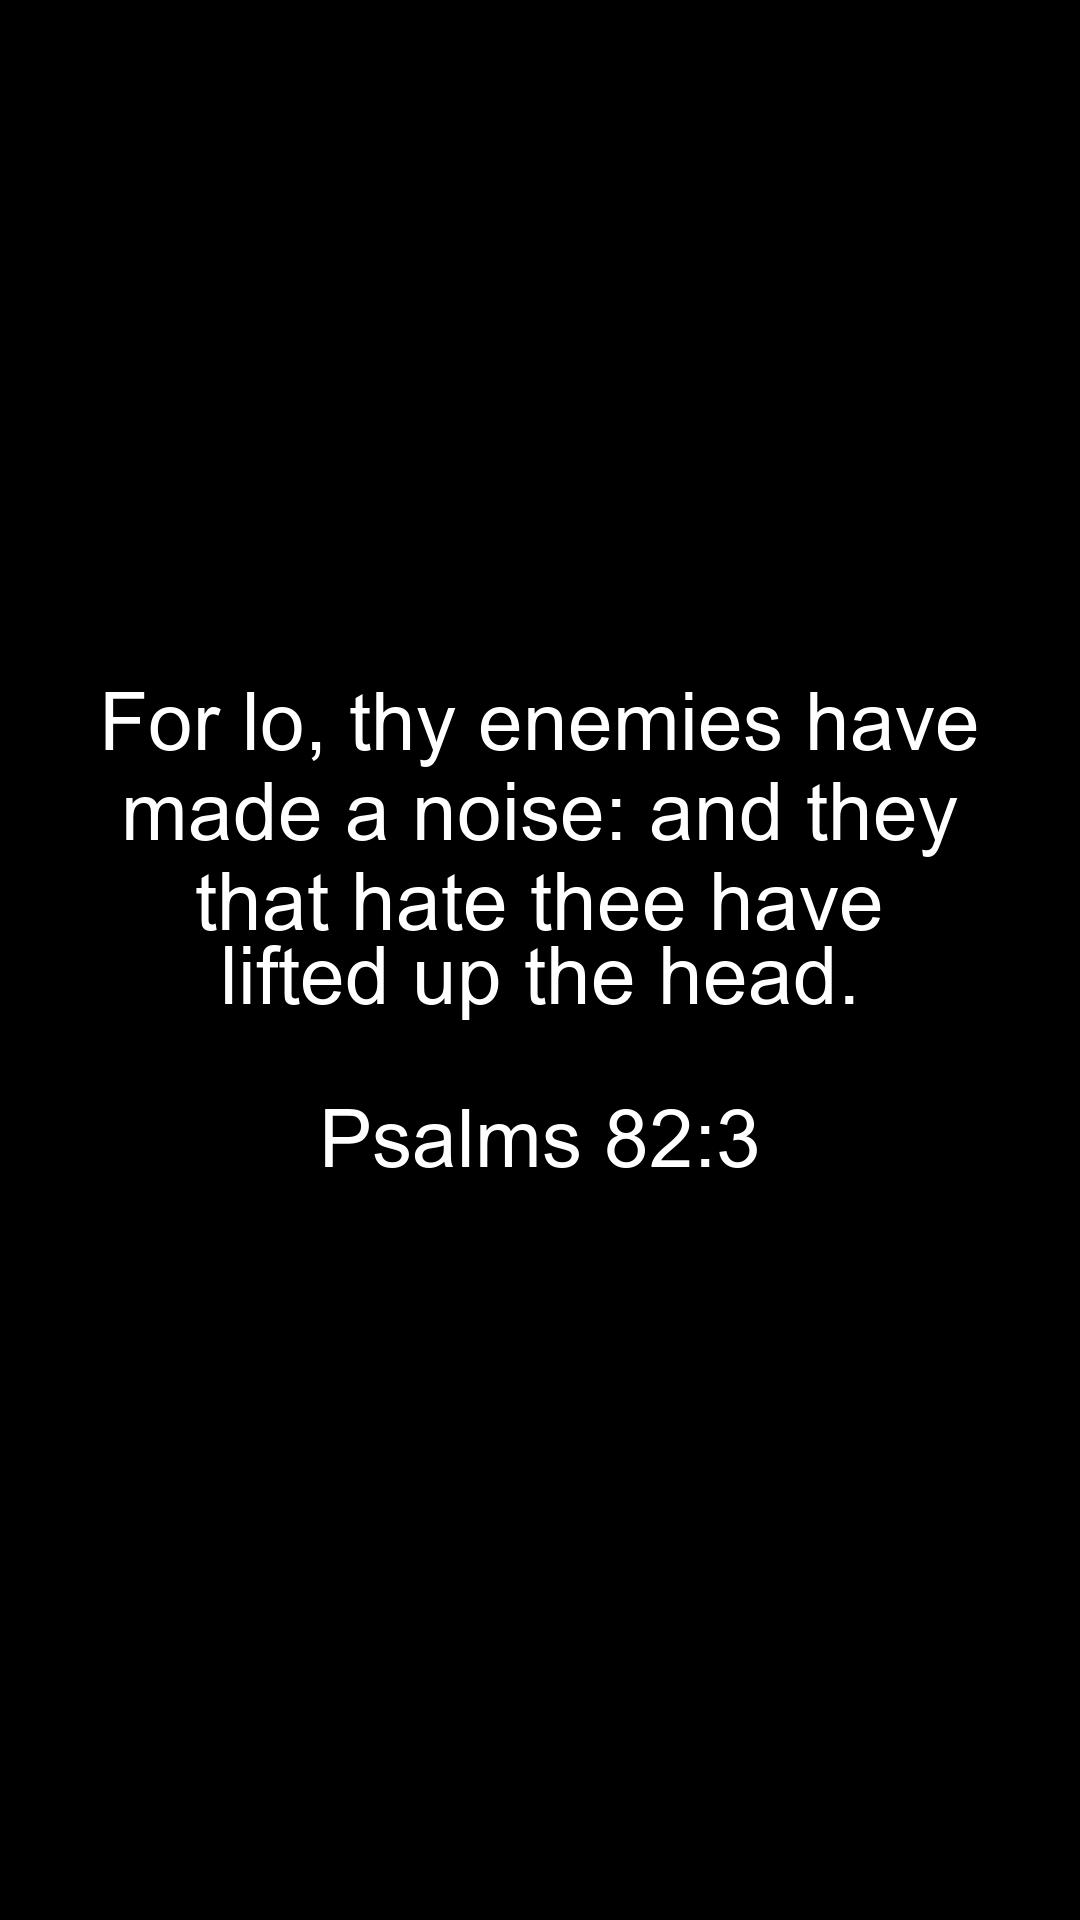 For lo, thy enemies have
made a noise: and they
that hate thee have
lifted up the head.
Psalms 82:3